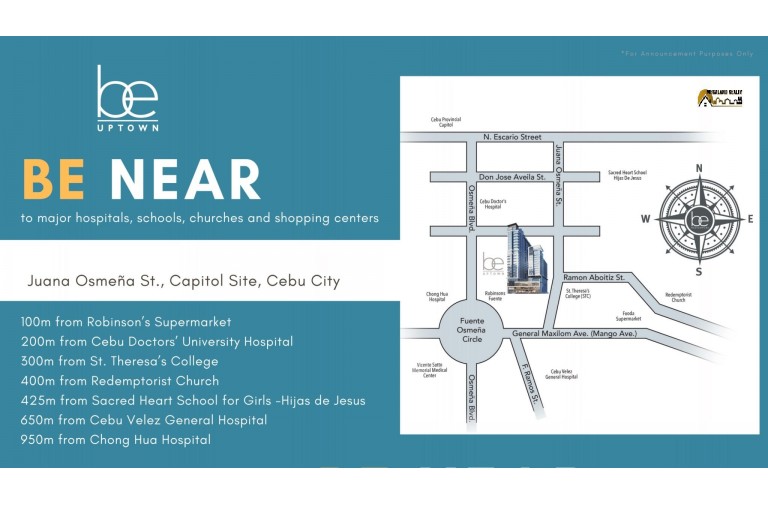 *For Announcement Purposes Only
be
UPTOWN
BE NEAR
to major hospitals, schools, churches and shopping centers
Juana Osmeña St., Capitol Site, Cebu City
100m from Robinson's Supermarket
200m from Cebu Doctors' University Hospital
300m from St. Theresa's College
400m from Redemptorist Church
425m from Sacred Heart School for Girls -Hijas de Jesus
650m from Cebu Velez General Hospital
950m from Chong Hua Hospital
Cebu Provincial
Capitol
N. Escario Street
Juana Osmeña St.
Don Jose Aveila St.
Sacred Heart School
Hijas De Jesus
Osmeña Blvd.
Cebu Doctor's
Hospital
N
W
be
E
S
be
UPTOWN
Ramon Aboitiz St.
Chong Hua
Hospital
Robinsons
Fuente
St. Theresa's
College (STC)
Redemptorist
Church
Fooda
Supermarket
Fuente
Osmeña
Circle
General Maxilom Ave. (Mango Ave.)
Vicente Sotto
Memorial Medical
Center
F. Ramos St.
Cebu Velez
General Hospital
Osmeña Blvd.